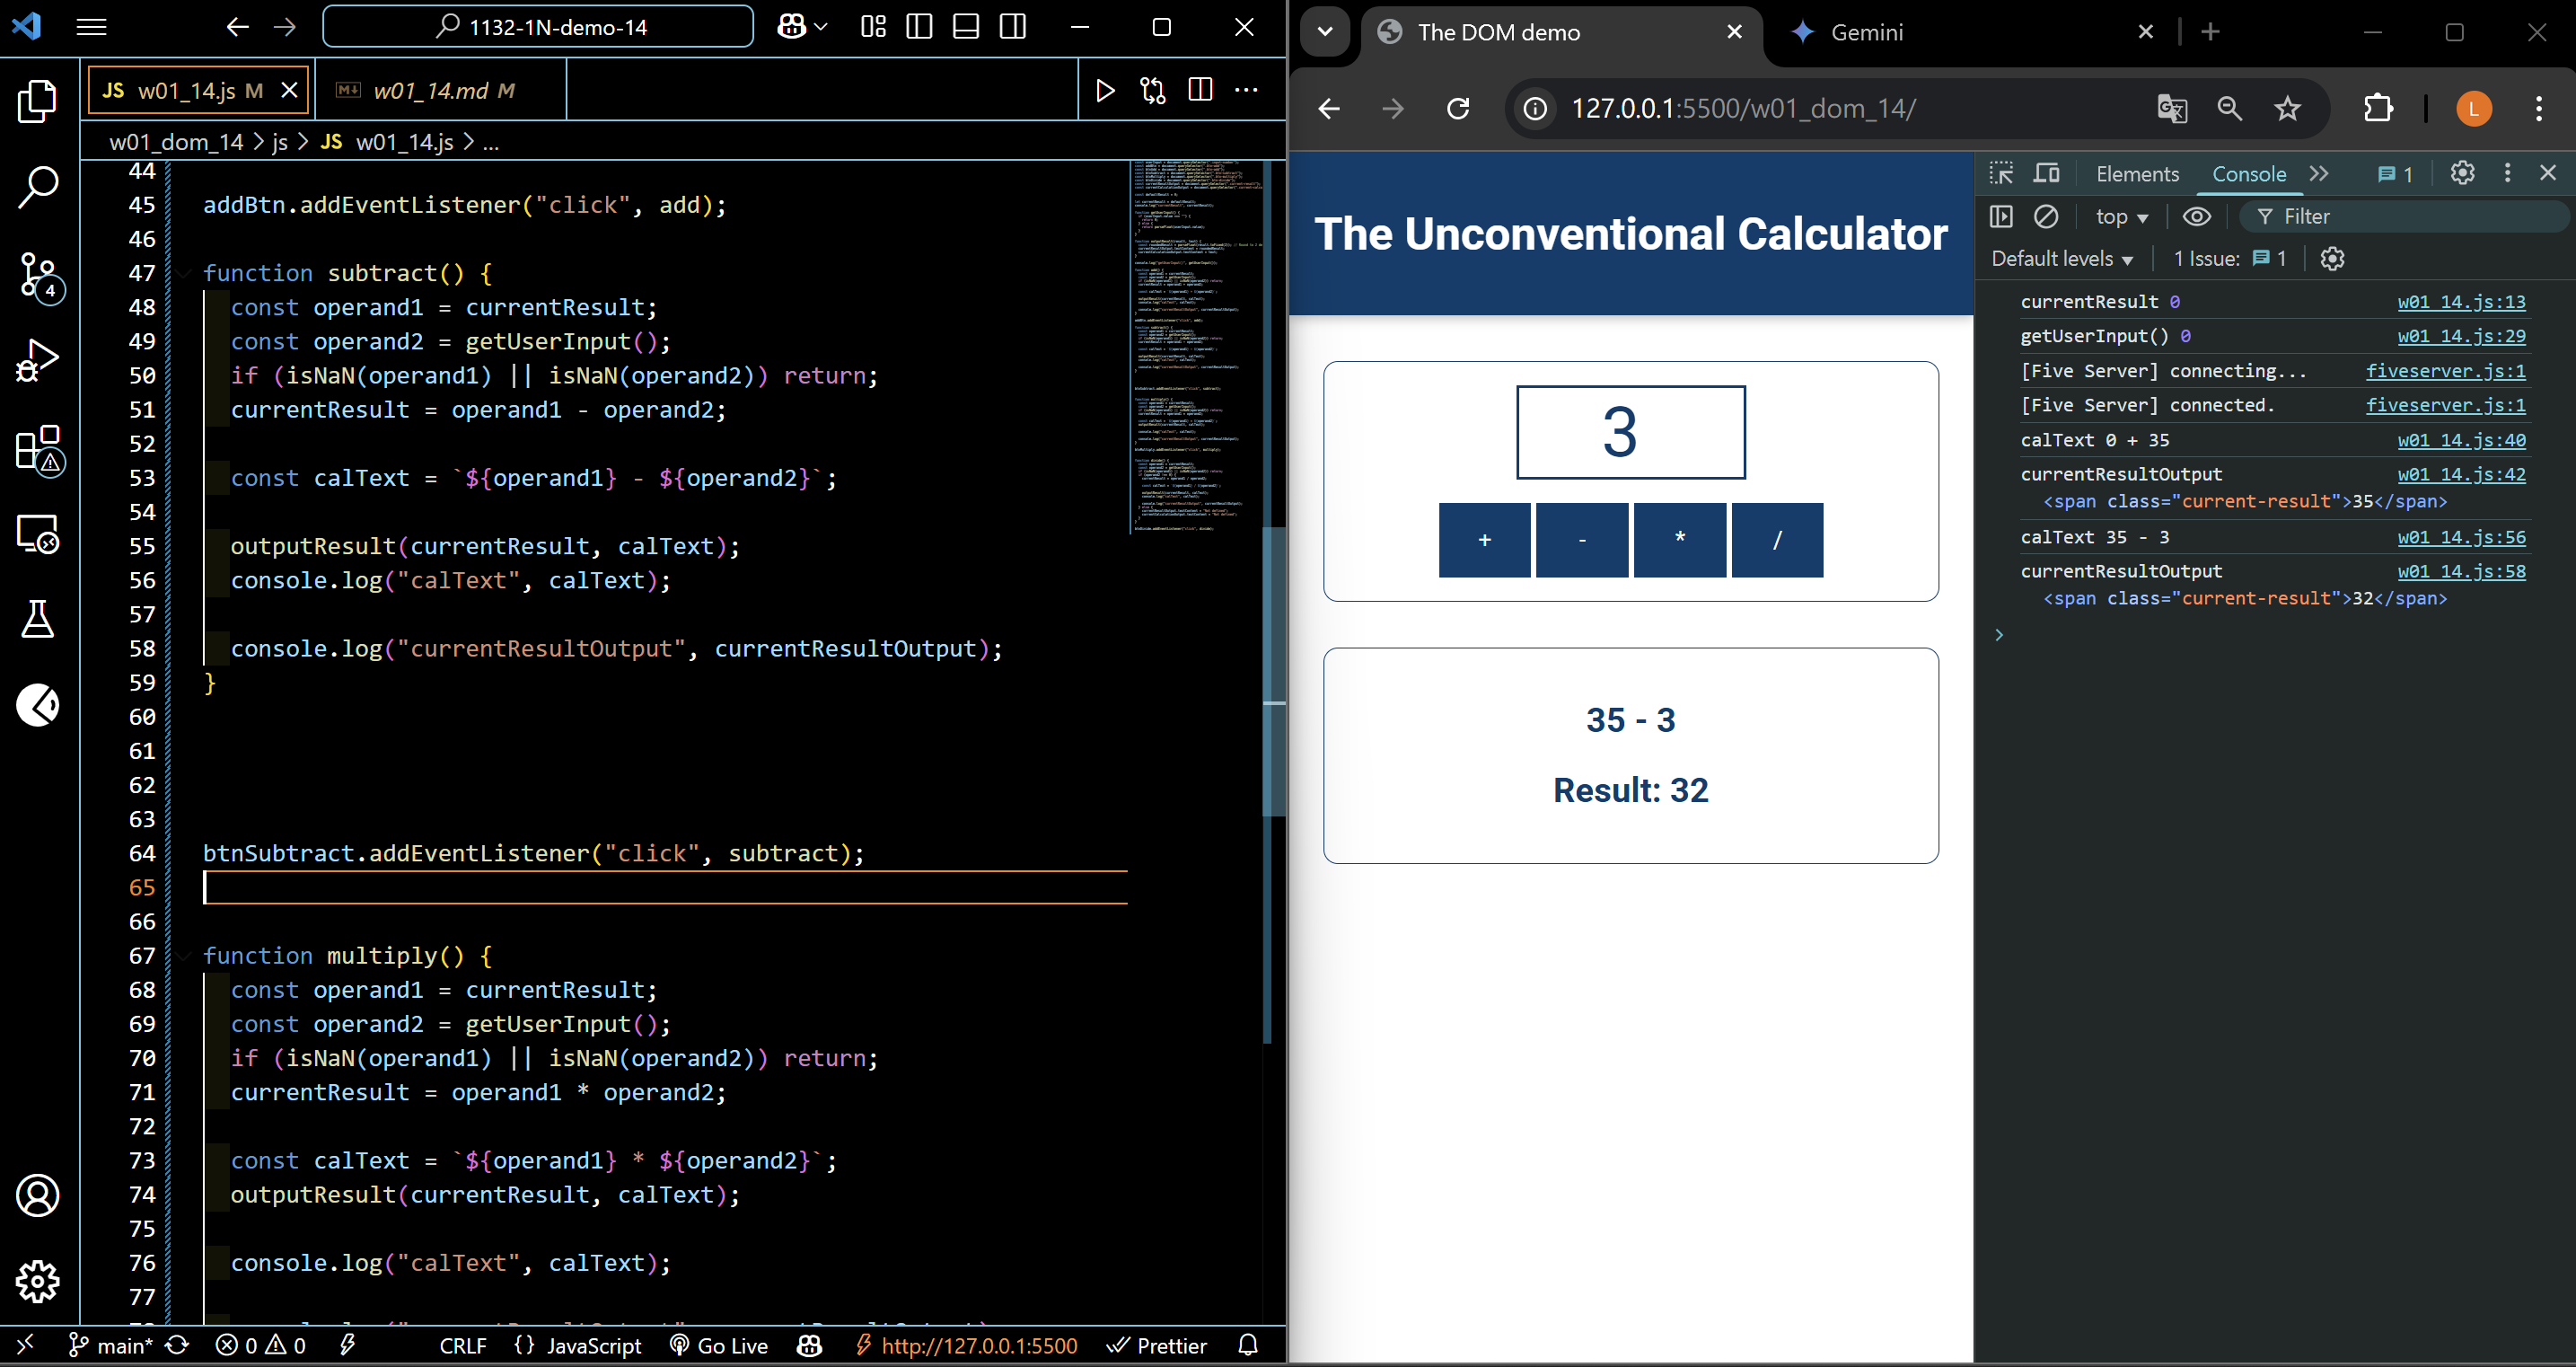 1132-1N-demo-14
JS w01_14.js M
w01_14.md M
w01_dom_14 > js > JS w01_14.js > ...
44
45 addBtn.addEventListener("click", add);
46
47 function subtract() {
48 const operand1 = currentResult;
49 const operand2 = getUserInput();
50 if (isNaN(operand1) || isNaN(operand2)) return;
51 currentResult = operand1 - operand2;
52
53 const calText = `${operand1} - ${operand2}`;
54
55 outputResult(currentResult, calText);
56 console.log("calText", calText);
57
58 console.log("currentResultOutput", currentResultOutput);
59 }
60
61
62
63
64 btnSubtract.addEventListener("click", subtract);
65
66
67 function multiply() {
68 const operand1 = currentResult;
69 const operand2 = getUserInput();
70 if (isNaN(operand1) || isNaN(operand2)) return;
71 currentResult = operand1 * operand2;
72
73 const calText = `${operand1} * ${operand2}`;
74 outputResult(currentResult, calText);
75
76 console.log("calText", calText);
77
4
main* 0 0 CRLF {} JavaScript Go Live http://127.0.0.1:5500 Prettier
The DOM demo
Gemini
127.0.0.1:5500/w01_dom_14/
L
The Unconventional Calculator
3
+ - * /
35 - 3
Result: 32
Elements Console 1
top Filter
Default levels 1 Issue: 1
currentResult 0 w01_14.js:13
getUserInput() 0 w01_14.js:29
[Five Server] connecting... fiveserver.js:1
[Five Server] connected. fiveserver.js:1
calText 0 + 35 w01_14.js:40
currentResultOutput w01_14.js:42
<span class="current-result">35</span>
calText 35 - 3 w01_14.js:56
currentResultOutput w01_14.js:58
<span class="current-result">32</span>